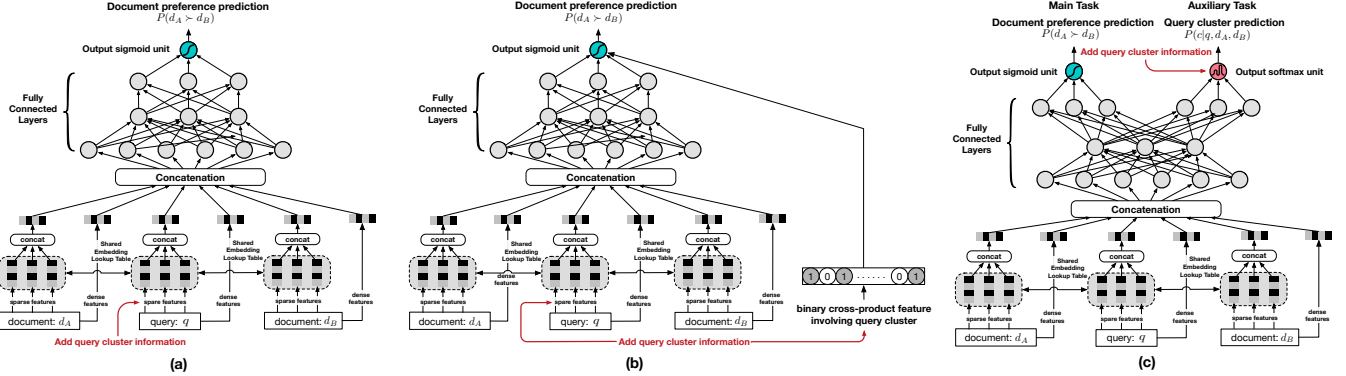 Document preference prediction
P(d_A ≻ d_B)
Output sigmoid unit
Fully
Connected
Layers
Concatenation
concat
concat
concat
Shared
Embedding
Lookup Table
Shared
Embedding
Lookup Table
sparse features
dense
features
spare features
dense
features
sparse features
dense
features
document: d_A
query: q
document: d_B
Add query cluster information
(a)
Document preference prediction
P(d_A ≻ d_B)
Output sigmoid unit
Fully
Connected
Layers
Concatenation
concat
concat
concat
Shared
Embedding
Lookup Table
Shared
Embedding
Lookup Table
sparse features
dense
features
spare features
dense
features
sparse features
dense
features
document: d_A
query: q
document: d_B
1 0 1 ...... 0 1
binary cross-product feature
involving query cluster
Add query cluster information
(b)
Main Task
Auxiliary Task
Document preference prediction
Query cluster prediction
P(d_A ≻ d_B)
P(c|q, d_A, d_B)
Add query cluster information
Output sigmoid unit
Output softmax unit
Fully
Connected
Layers
Concatenation
concat
concat
concat
Shared
Embedding
Lookup Table
Shared
Embedding
Lookup Table
sparse features
dense
features
spare features
dense
features
sparse features
dense
features
document: d_A
query: q
document: d_B
(c)